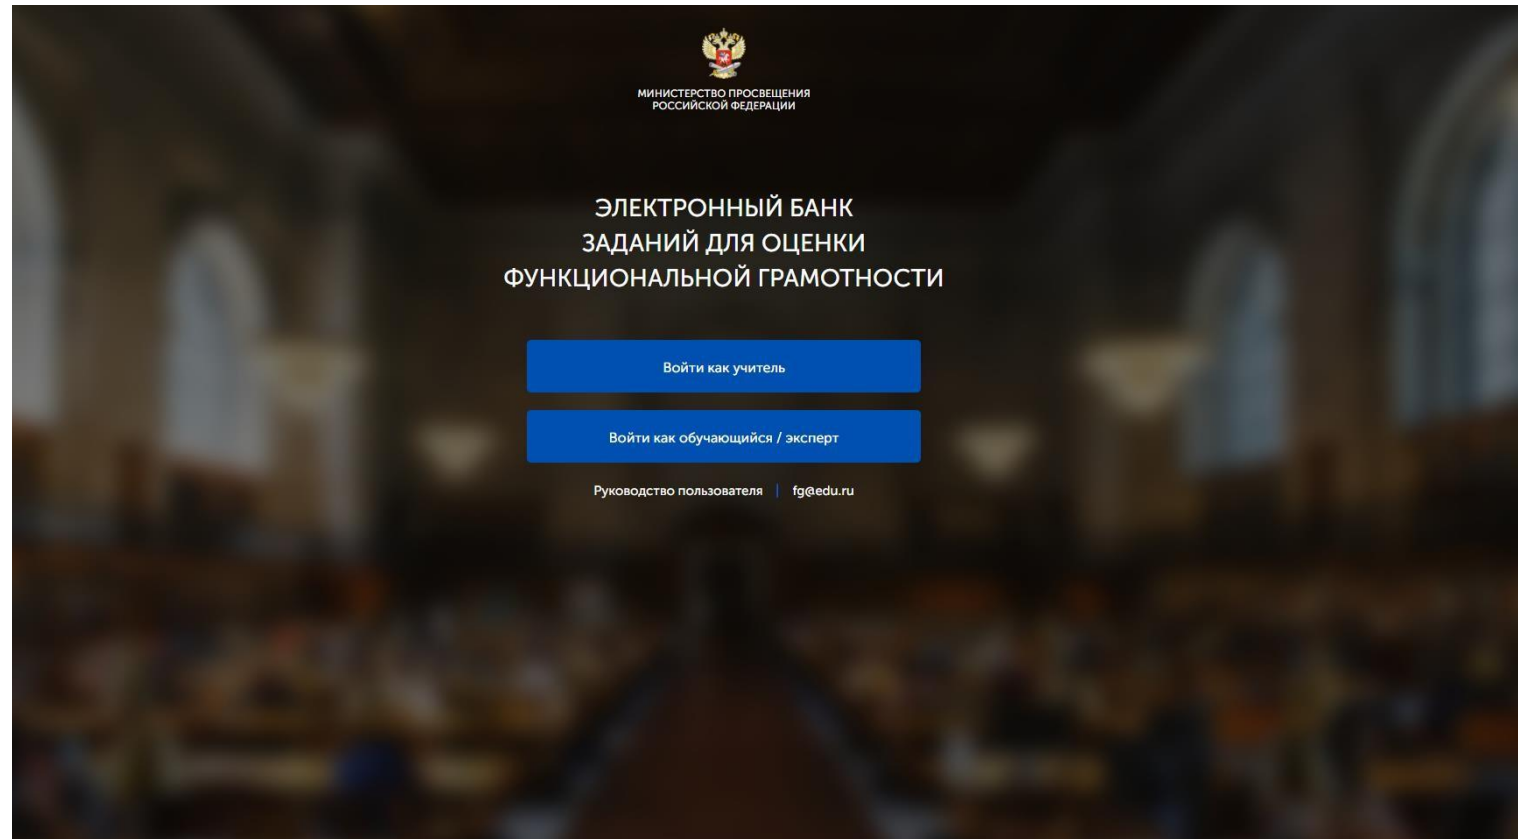 МИНИСТЕРСТВО ПРОСВЕЩЕНИЯ
РОССИЙСКОЙ ФЕДЕРАЦИИ
ЭЛЕКТРОННЫЙ БАНК
ЗАДАНИЙ ДЛЯ ОЦЕНКИ
ФУНКЦИОНАЛЬНОЙ ГРАМОТНОСТИ
Войти как учитель
Войти как обучающийся / эксперт
Руководство пользователя | fg@edu.ru